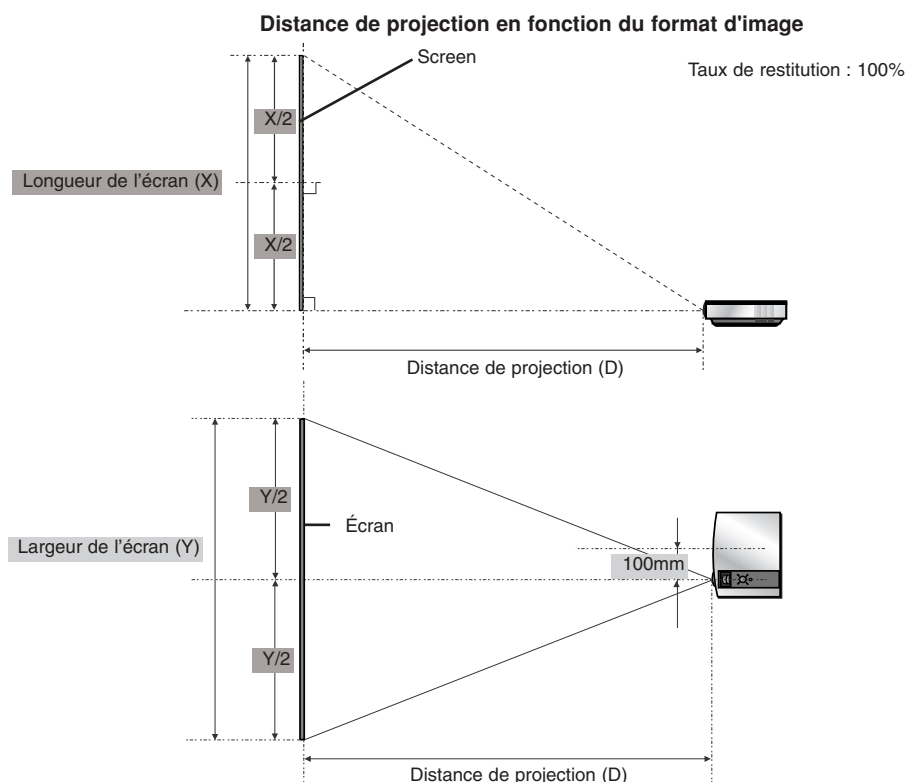 Distance de projection en fonction du format d'image
Screen
Taux de restitution : 100%
X/2
Longueur de l'écran (X)
X/2
Distance de projection (D)
Y/2
Écran
Largeur de l'écran (Y)
100mm
Y/2
Distance de projection (D)